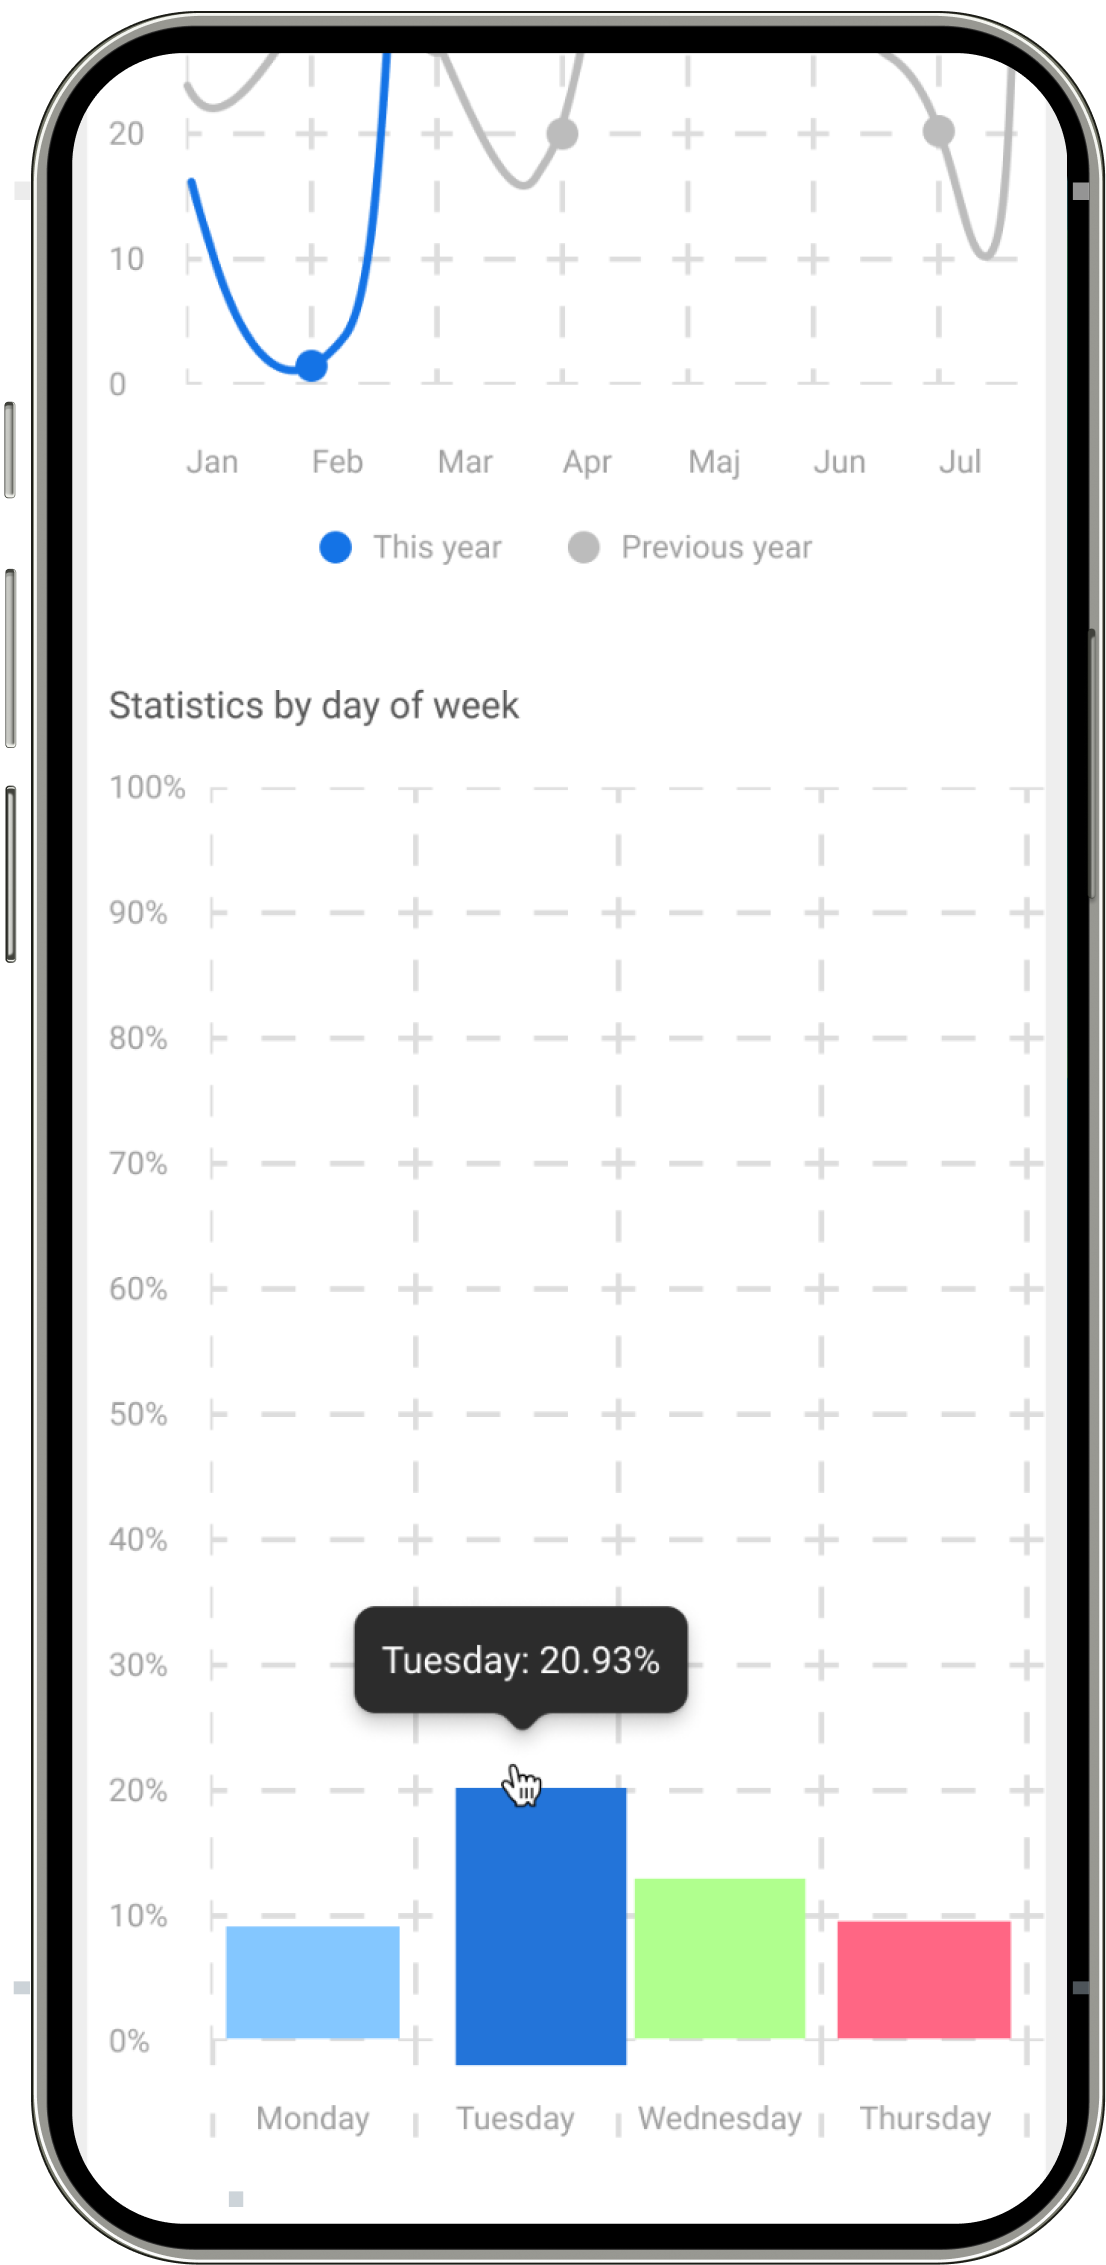 20
10
0
Jan Feb Mar Apr Maj Jun Jul
This year Previous year
Statistics by day of week
100%
90%
80%
70%
60%
50%
40%
Tuesday: 20.93%
30%
20%
10%
0%
Monday Tuesday Wednesday Thursday